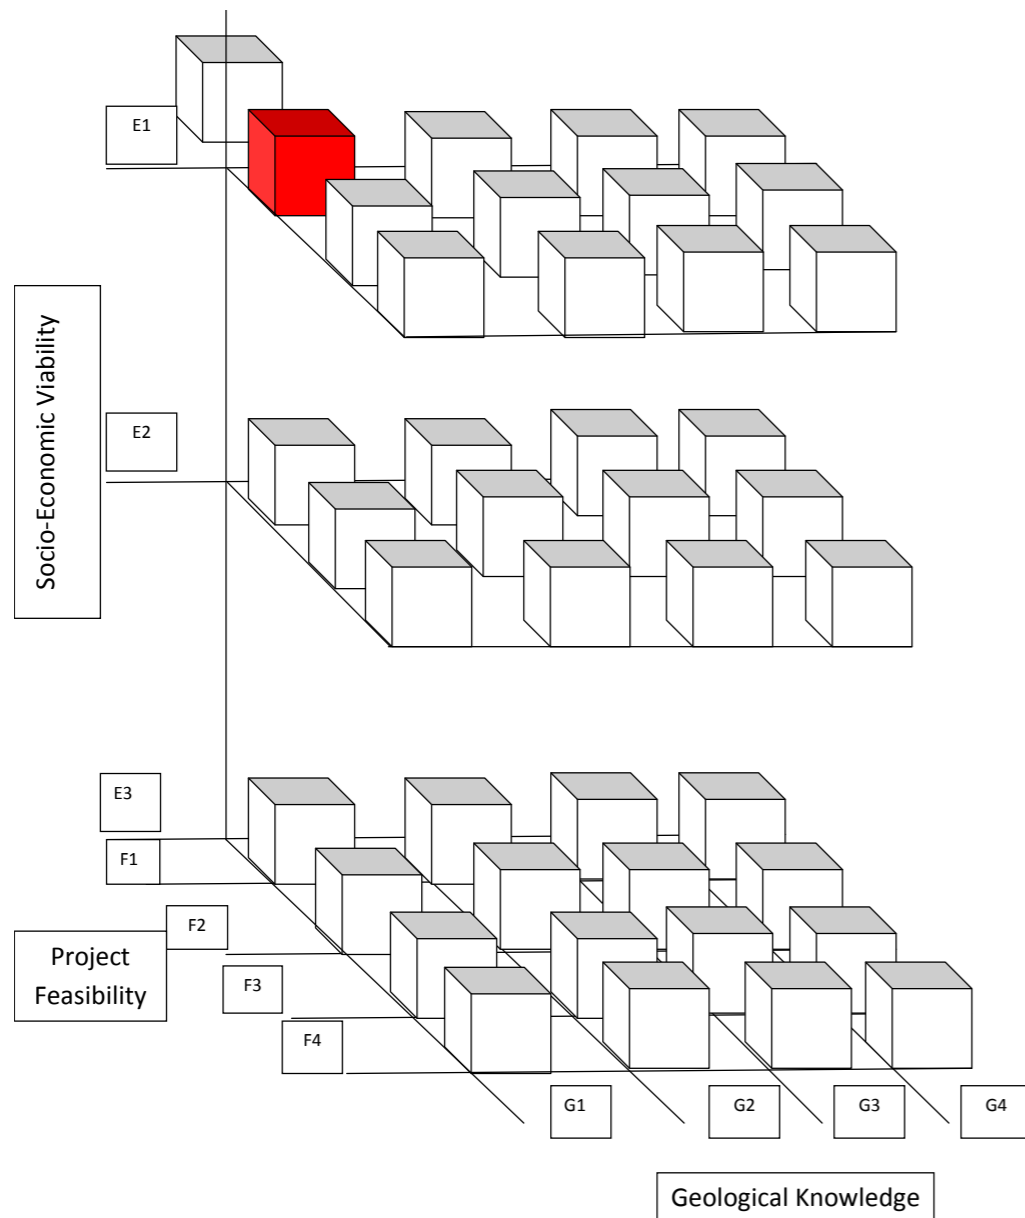 E1
Socio-Economic Viability
E2
E3
F1
F2
Project
Feasibility
F3
F4
G1
G2
G3
G4
Geological Knowledge